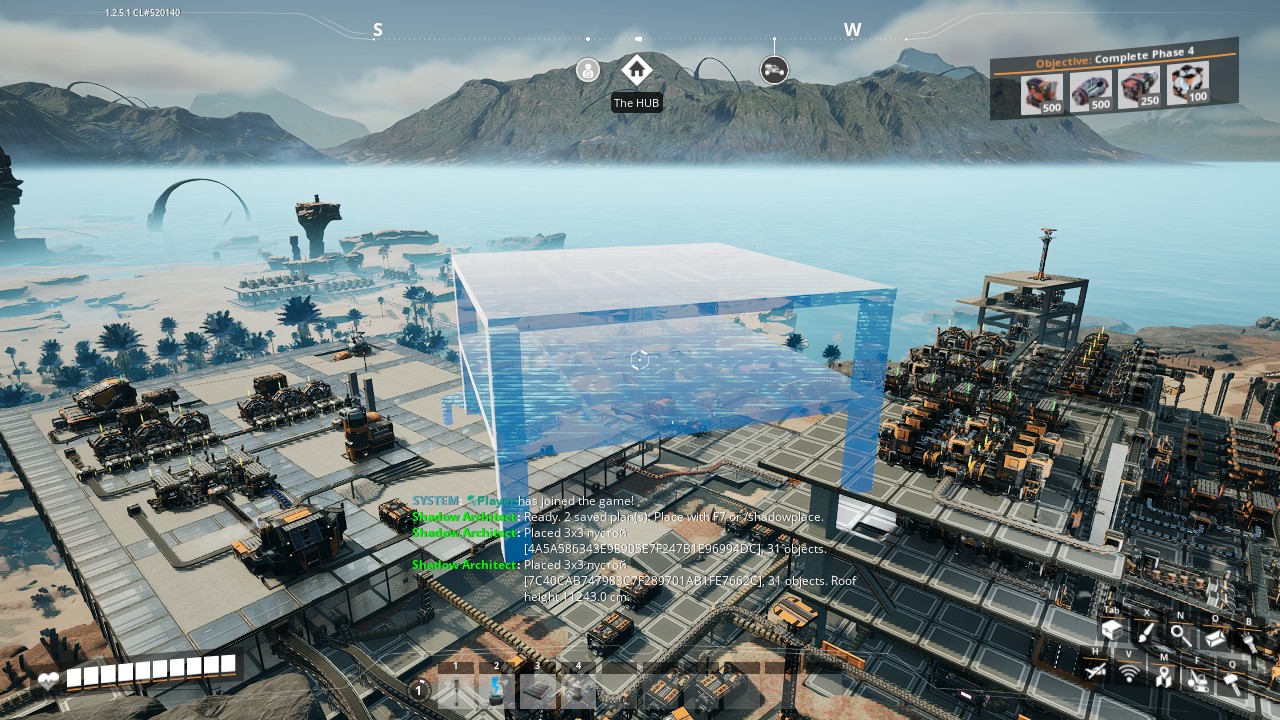 1.2.5.1 CL#520140
S
W
The HUB
Objective: Complete Phase 4
500
500
250
100
SYSTEM Player has joined the game!
Shadow Architect: Ready. 2 saved plan(s). Place with F7 or /shadowplace.
Shadow Architect: Placed 3x3 пустой
[4A5A586343E9B905E7F247B1E96994DC], 31 objects.
Shadow Architect: Placed 3x3 пустой
[7C40CAB747983C7F289701AB1FE7662C], 31 objects. Roof
height 11243.0 cm.
Tab X N O B
H V M T Q
1
1 2 3 4